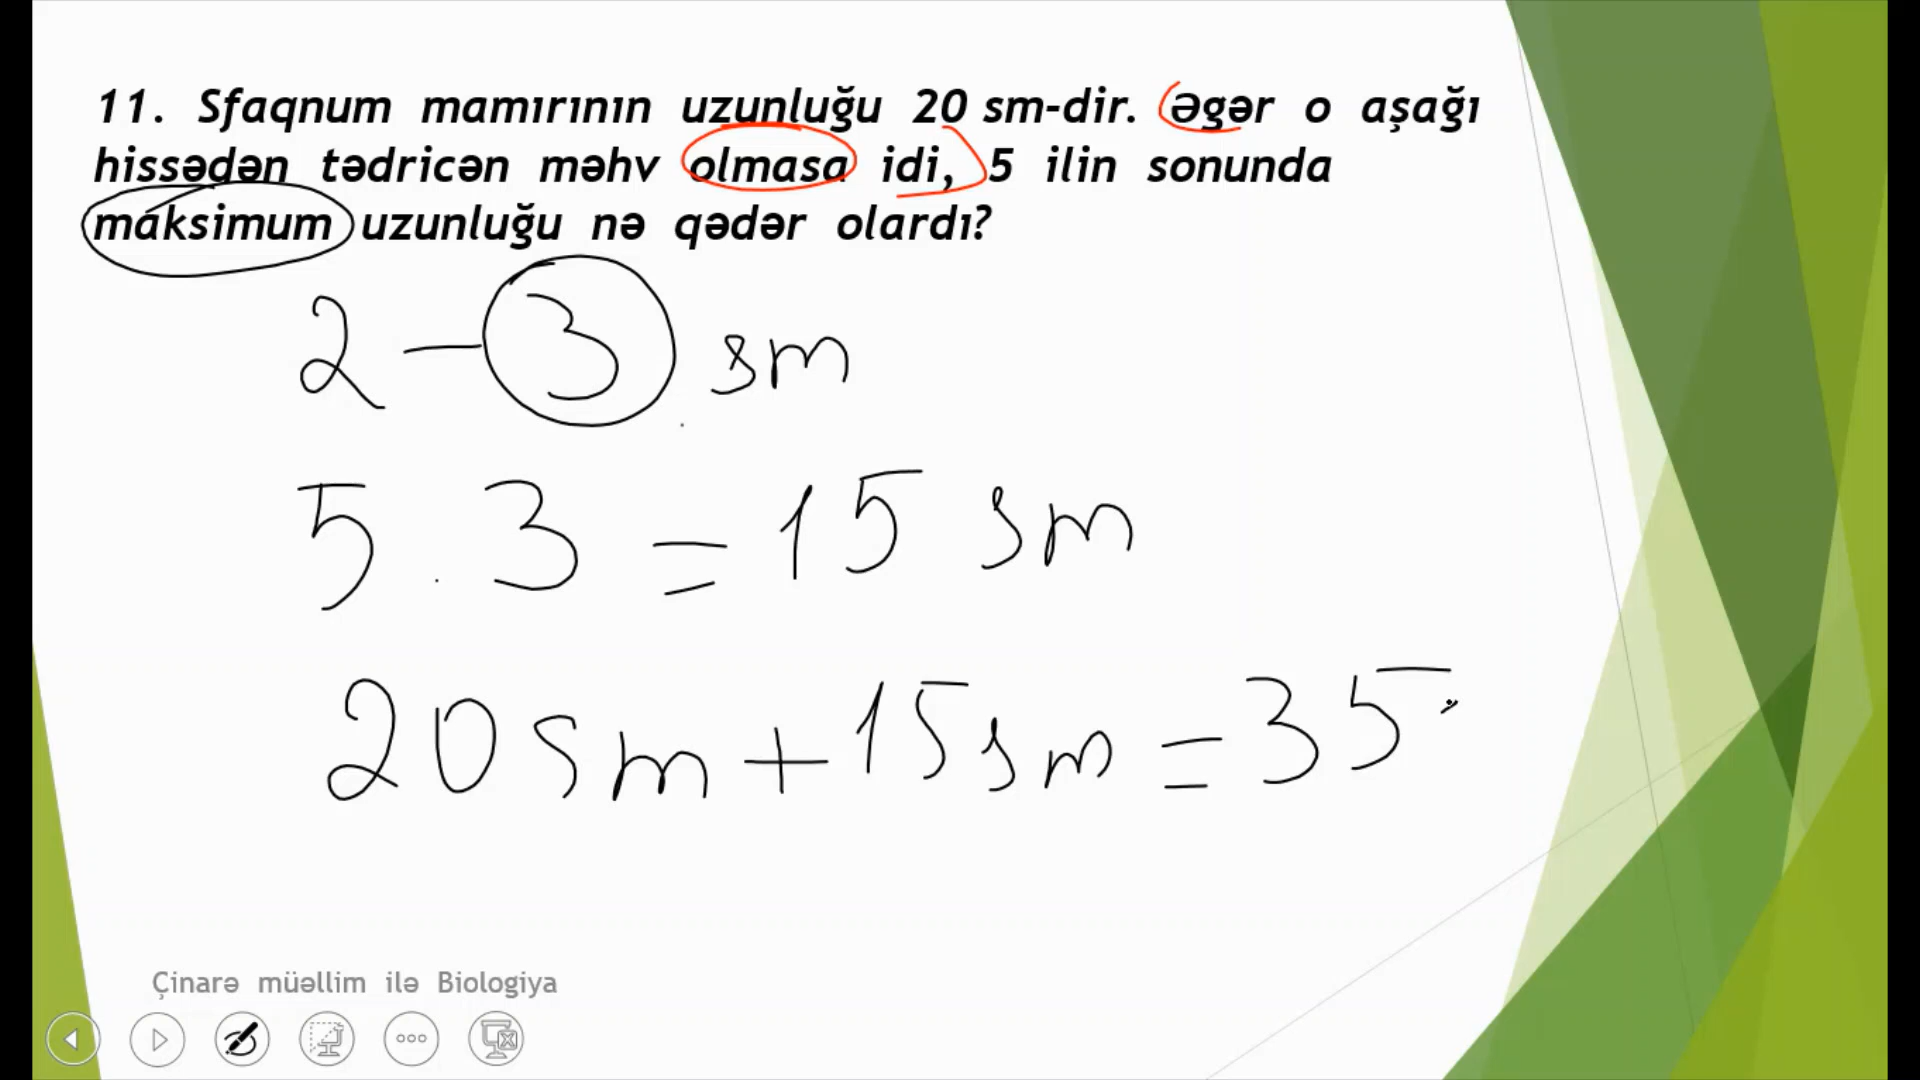 11. Sfaqnum mamırının uzunluğu 20 sm-dir. Əgər o aşağı
hissədən tədricən məhv olmasa idi, 5 ilin sonunda
maksimum uzunluğu nə qədər olardı?
2 - 3 sm
5 . 3 = 15 sm
20 sm + 15 sm = 35
Çinarə müəllim ilə Biologiya